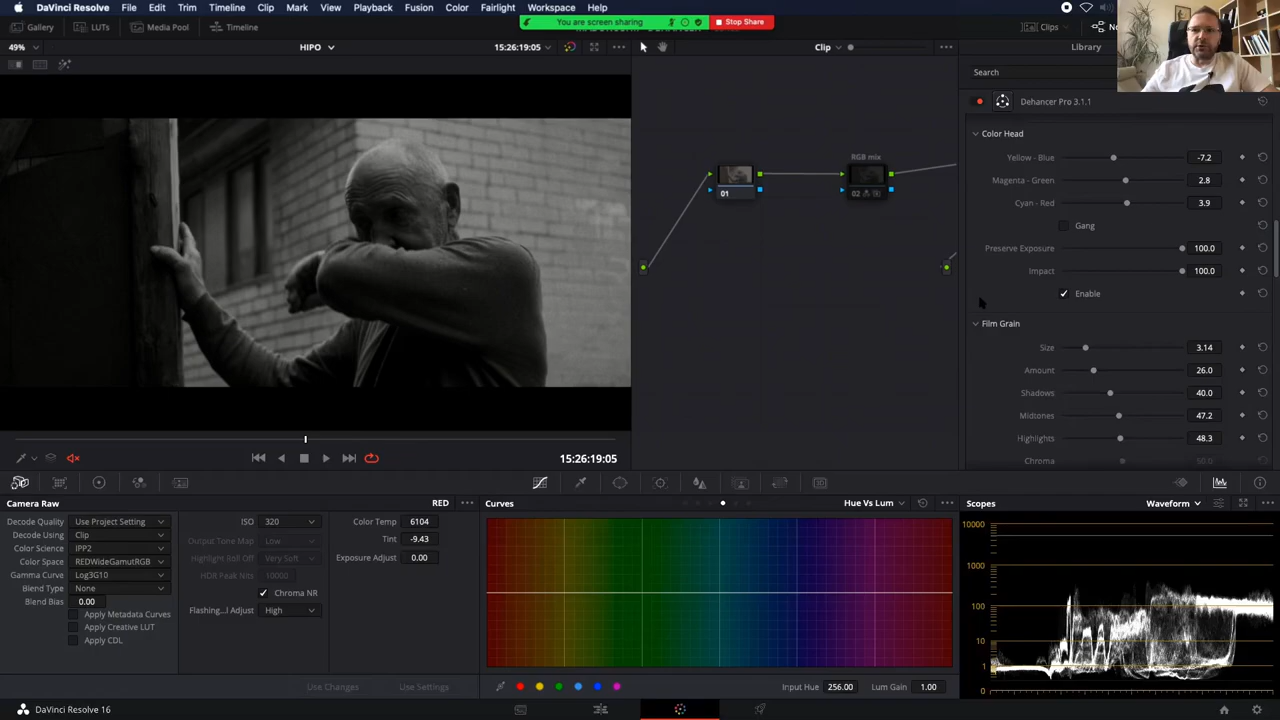 DaVinci Resolve File Edit Trim Timeline Clip Mark View Playback Fusion Color Fairlight Workspace Help
You are screen sharing Stop Share
Gallery LUTs Media Pool Timeline Clips
49% HIPO 15:26:19:05 Clip Library
Search
Dehancer Pro 3.1.1
Color Head
Yellow - Blue -7.2
Magenta - Green 2.8
Cyan - Red 3.9
Gang
Preserve Exposure 100.0
Impact 100.0
Enable
Film Grain
Size 3.14
Amount 26.0
Shadows 40.0
Midtones 47.2
Highlights 48.3
Chroma 50.0
RGB mix
01
02
15:26:19:05
Camera Raw RED
Decode Quality Use Project Setting
Decode Using Clip
Color Science IPP2
Color Space REDWideGamutRGB
Gamma Curve Log3G10
Blend Type None
Blend Bias 0.00
Apply Metadata Curves
Apply Creative LUT
Apply CDL
ISO 320
Output Tone Map Low
Highlight Roll Off Very Soft
HDR Peak Nits 10000
Chroma NR
Flashing...l Adjust High
Color Temp 6104
Tint -9.43
Exposure Adjust 0.00
Use Changes Use Settings
Curves Hue Vs Lum
Input Hue 256.00 Lum Gain 1.00
Scopes Waveform
10000
1000
100
10
1
0
DaVinci Resolve 16